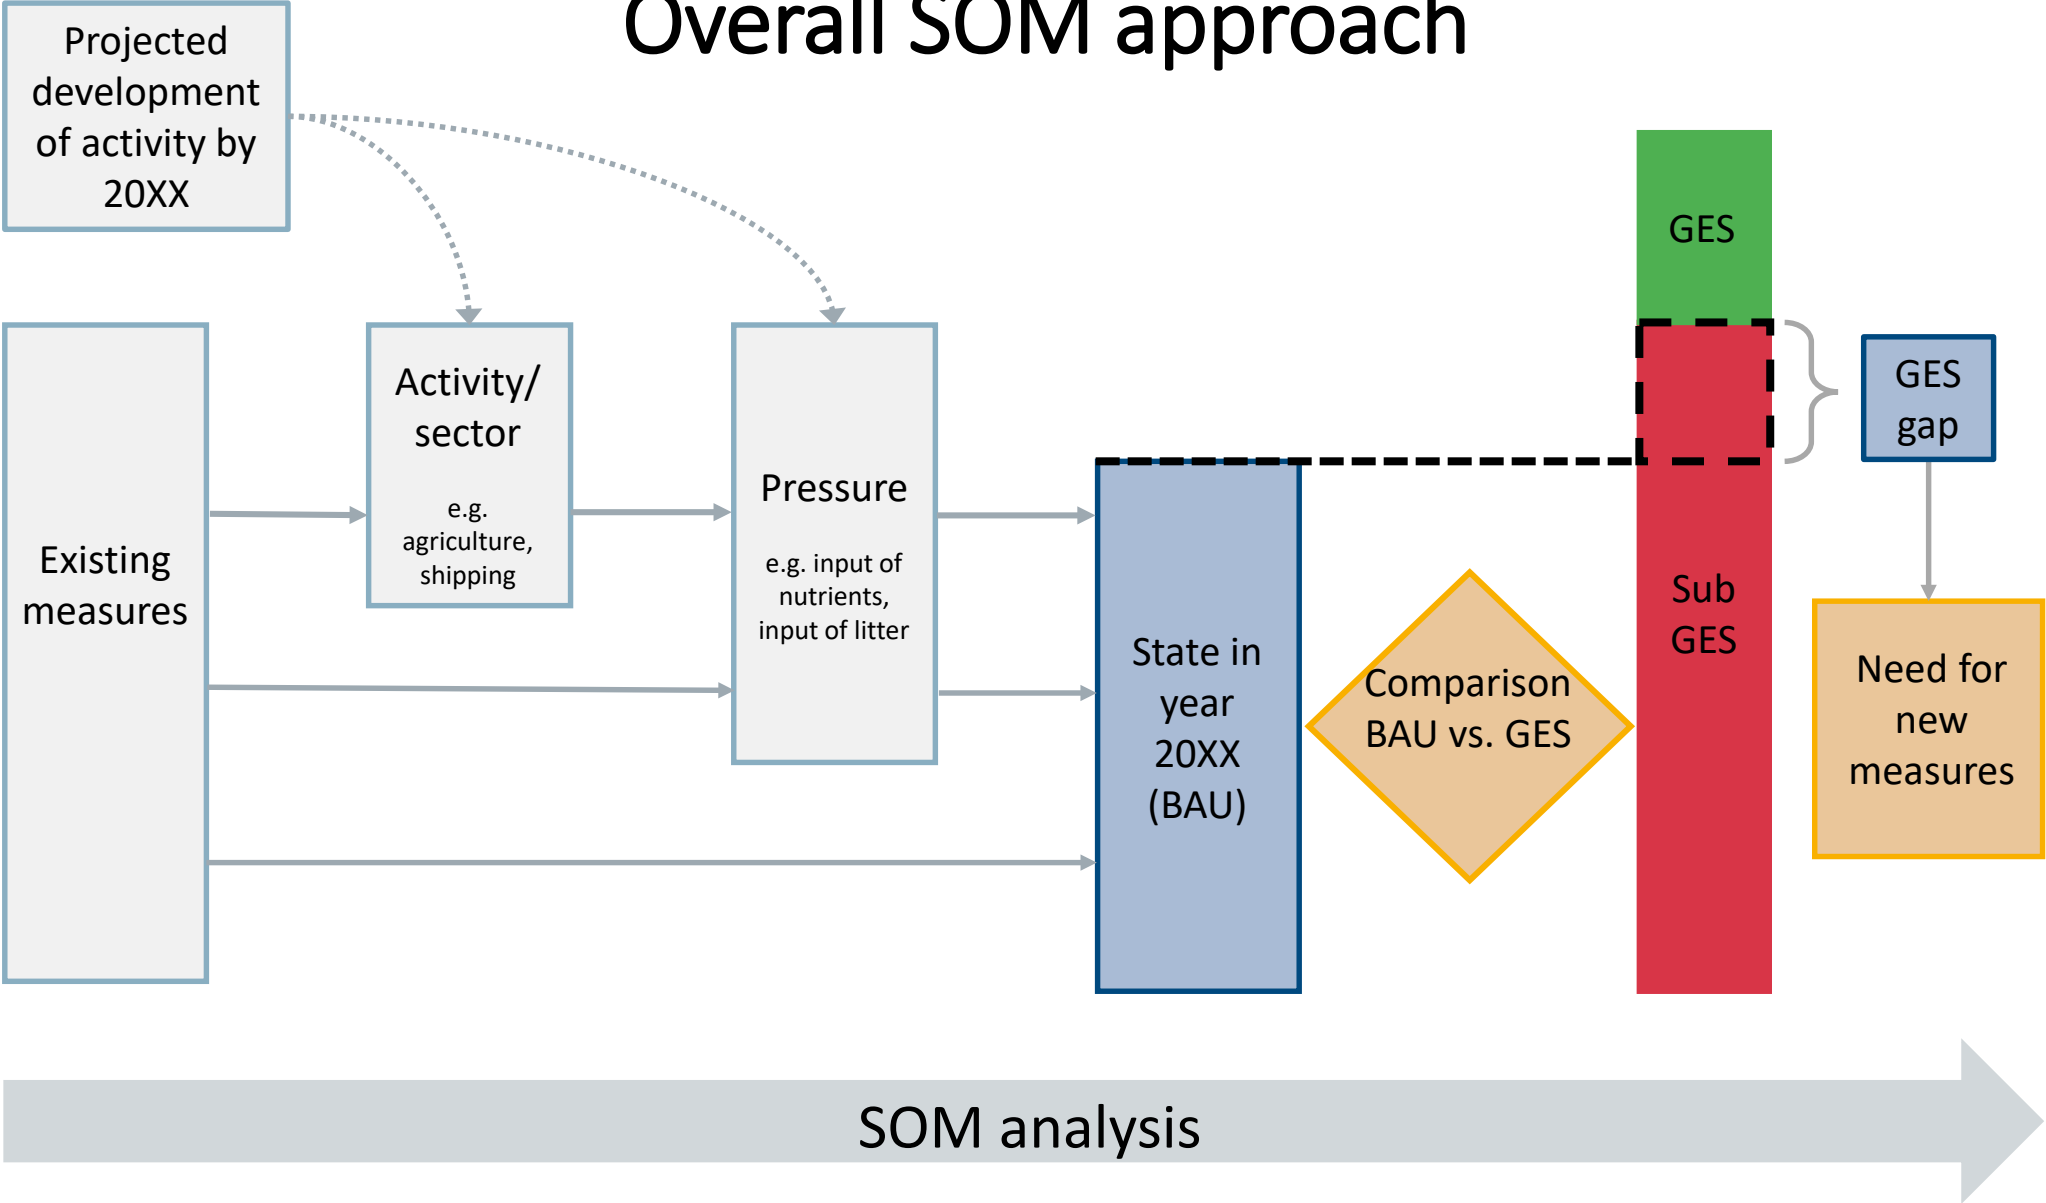 Overall SOM approach
Projected
development
of activity by
20XX
Existing
measures
Activity/
sector
e.g.
agriculture,
shipping
Pressure
e.g. input of
nutrients,
input of litter
State in
year
20XX
(BAU)
Comparison
BAU vs. GES
GES
Sub
GES
GES
gap
Need for
new
measures
SOM analysis